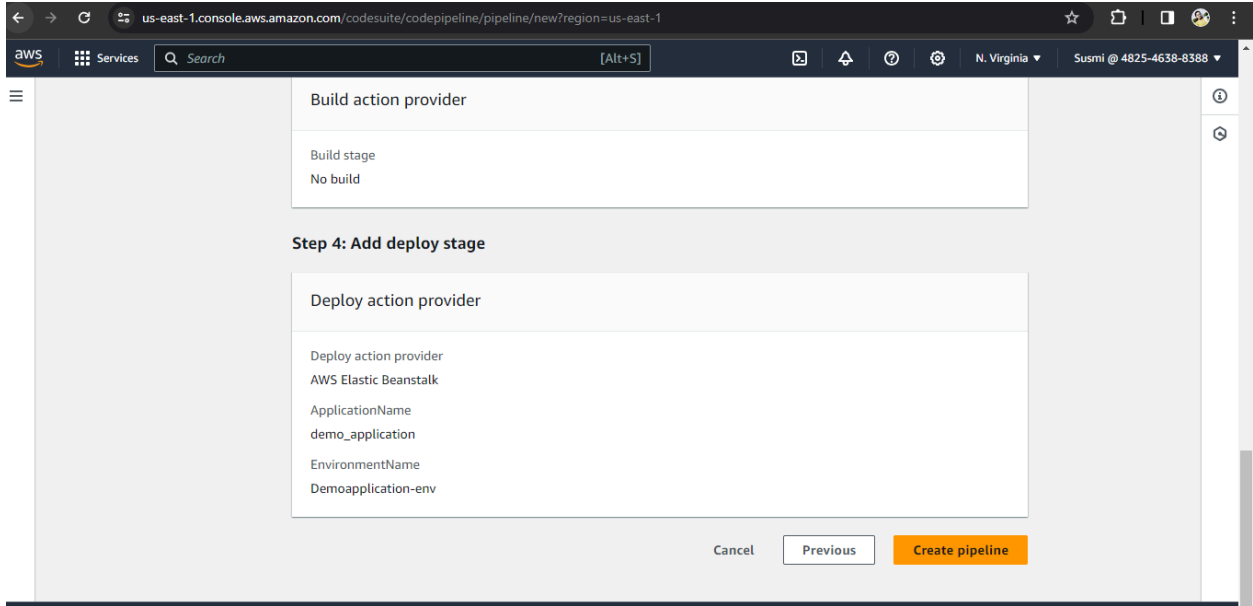 us-east-1.console.aws.amazon.com/codesuite/codepipeline/pipeline/new?region=us-east-1
aws Services Search [Alt+S] N. Virginia ▼ Susmi @ 4825-4638-8388 ▼
Build action provider
Build stage
No build
Step 4: Add deploy stage
Deploy action provider
Deploy action provider
AWS Elastic Beanstalk
ApplicationName
demo_application
EnvironmentName
Demoapplication-env
Cancel Previous Create pipeline